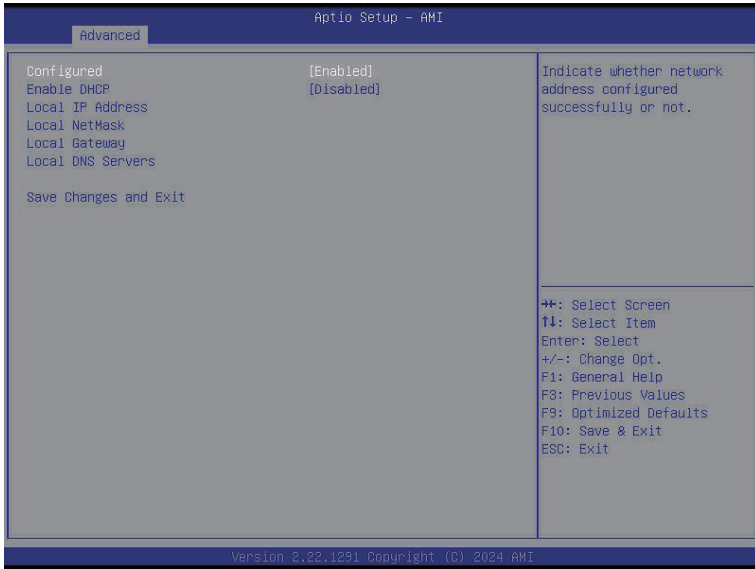 Aptio Setup - AMI
Advanced
Configured [Enabled]
Enable DHCP [Disabled]
Local IP Address
Local NetMask
Local Gateway
Local DNS Servers
Save Changes and Exit
Indicate whether network
address configured
successfully or not.
→←: Select Screen
↑↓: Select Item
Enter: Select
+/-: Change Opt.
F1: General Help
F3: Previous Values
F9: Optimized Defaults
F10: Save & Exit
ESC: Exit
Version 2.22.1291 Copyright (C) 2024 AMI